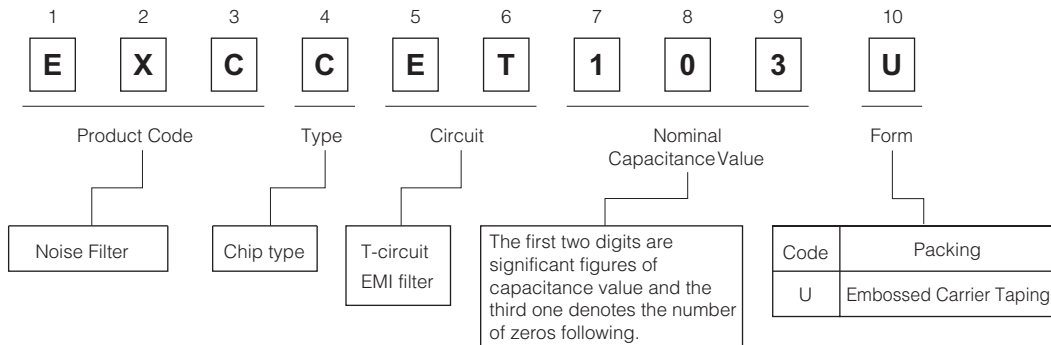 1 2 3 4 5 6 7 8 9 10
E X C C E T 1 0 3 U
Product Code Type Circuit Nominal Capacitance Value Form
Noise Filter
Chip type
T-circuit
EMI filter
The first two digits are
significant figures of
capacitance value and the
third one denotes the number
of zeros following.
Code Packing
U Embossed Carrier Taping